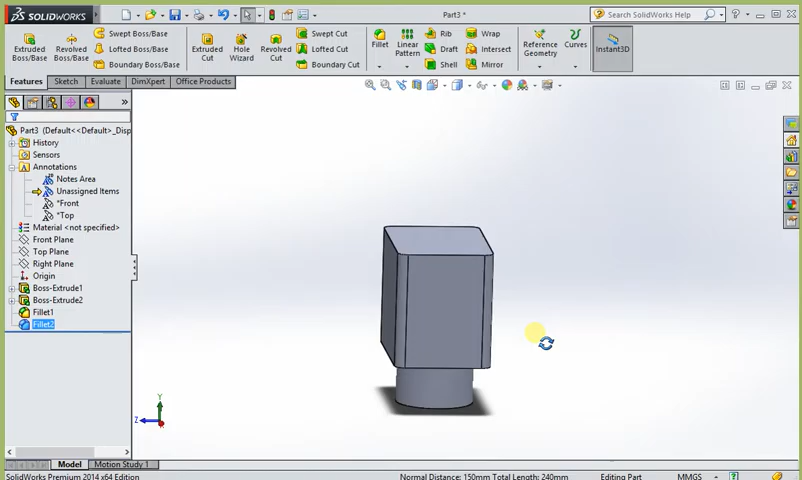 SOLIDWORKS
Part3 *
Search SolidWorks Help
Extruded Boss/Base
Revolved Boss/Base
Swept Boss/Base
Lofted Boss/Base
Boundary Boss/Base
Extruded Cut
Hole Wizard
Revolved Cut
Swept Cut
Lofted Cut
Boundary Cut
Fillet
Linear Pattern
Rib
Draft
Shell
Wrap
Intersect
Mirror
Reference Geometry
Curves
Instant3D
Features
Sketch
Evaluate
DimXpert
Office Products
Part3 (Default<<Default>_Disp
History
Sensors
Annotations
Notes Area
Unassigned Items
*Front
*Top
Material <not specified>
Front Plane
Top Plane
Right Plane
Origin
Boss-Extrude1
Boss-Extrude2
Fillet1
Fillet2
Y
Z
Model
Motion Study 1
SolidWorks Premium 2014 x64 Edition
Normal Distance: 150mm Total Length: 240mm
Editing Part
MMGS